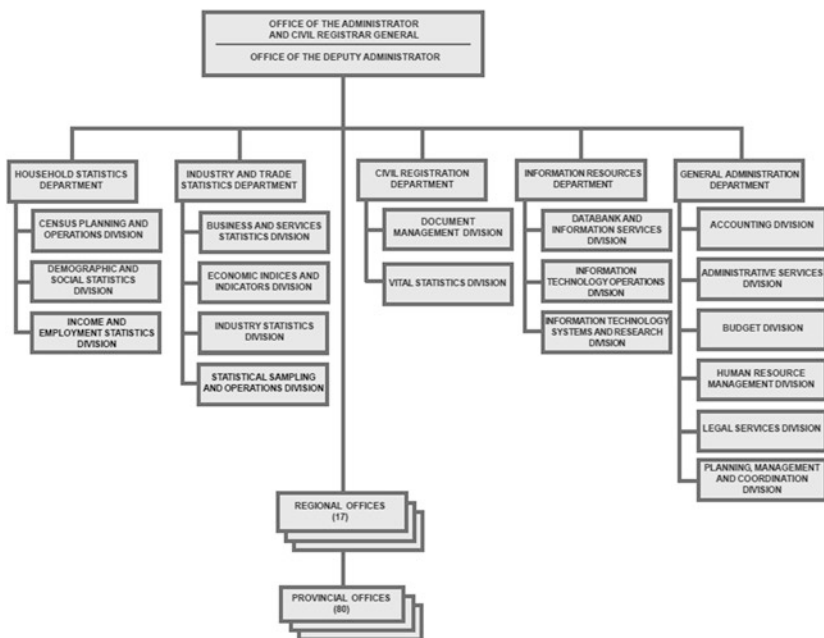 OFFICE OF THE ADMINISTRATOR
AND CIVIL REGISTRAR GENERAL
OFFICE OF THE DEPUTY ADMINISTRATOR
HOUSEHOLD STATISTICS
DEPARTMENT
CENSUS PLANNING AND
OPERATIONS DIVISION
DEMOGRAPHIC AND
SOCIAL STATISTICS
DIVISION
INCOME AND
EMPLOYMENT STATISTICS
DIVISION
INDUSTRY AND TRADE
STATISTICS DEPARTMENT
BUSINESS AND SERVICES
STATISTICS DIVISION
ECONOMIC INDICES AND
INDICATORS DIVISION
INDUSTRY STATISTICS
DIVISION
STATISTICAL SAMPLING
AND OPERATIONS DIVISION
CIVIL REGISTRATION
DEPARTMENT
DOCUMENT
MANAGEMENT DIVISION
VITAL STATISTICS DIVISION
INFORMATION RESOURCES
DEPARTMENT
DATABANK AND
INFORMATION SERVICES
DIVISION
INFORMATION
TECHNOLOGY OPERATIONS
DIVISION
INFORMATION TECHNOLOGY
SYSTEMS AND RESEARCH
DIVISION
GENERAL ADMINISTRATION
DEPARTMENT
ACCOUNTING DIVISION
ADMINISTRATIVE SERVICES
DIVISION
BUDGET DIVISION
HUMAN RESOURCE
MANAGEMENT DIVISION
LEGAL SERVICES DIVISION
PLANNING, MANAGEMENT
AND COORDINATION
DIVISION
REGIONAL OFFICES
(17)
PROVINCIAL OFFICES
(80)